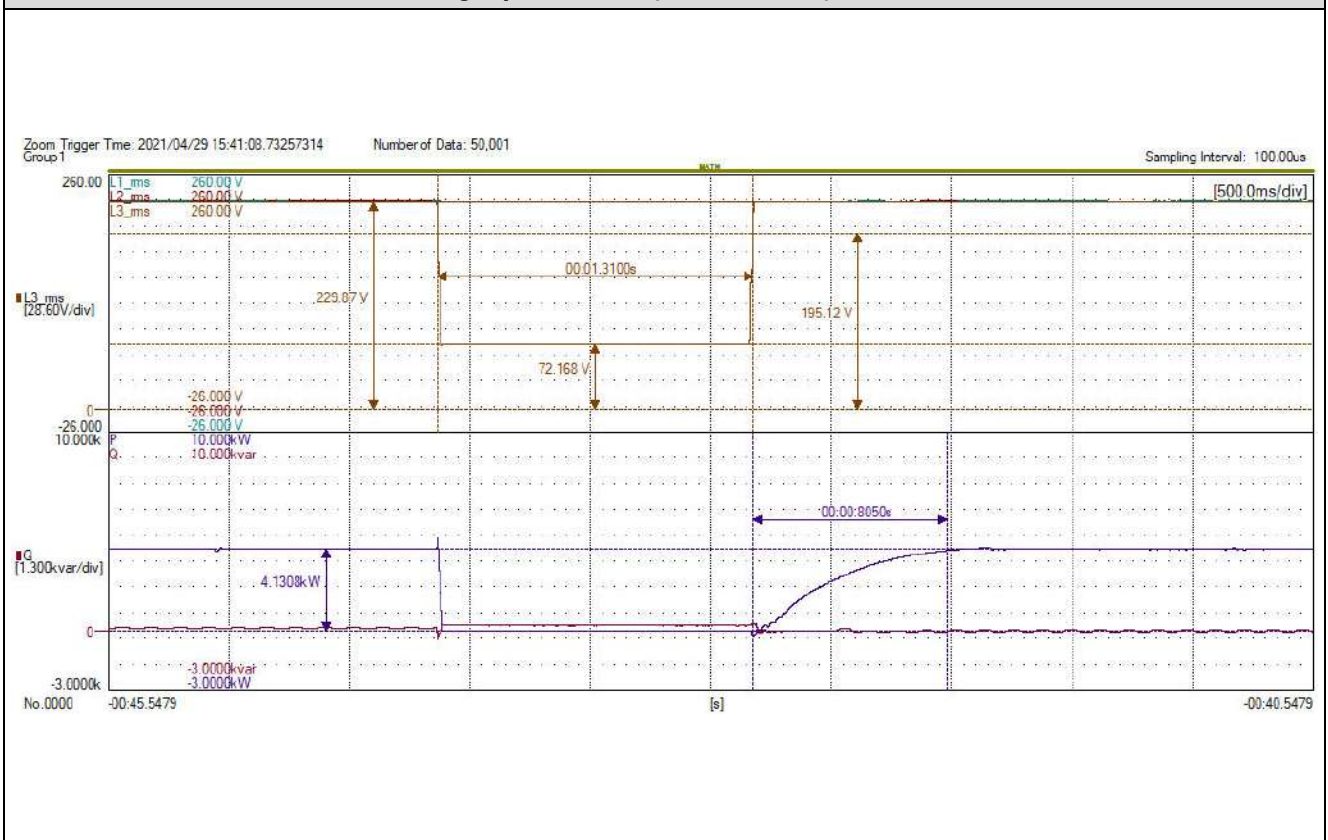 Zoom Trigger Time: 2021/04/29 15:41:08.73257314 Number of Data: 50,001
Group1 Sampling Interval: 100.00us
MATH
260.00 L1_rms 260.00 V [500.0ms/div]
L2_rms 260.00 V
L3_rms 260.00 V
00:01.3100s
L3_rms 229.87 V
[28.60V/div] 195.12 V
72.168 V
-26.000 V
0 -26.000 V
-26.000 -26.000 V
10.000k P 10.000kW
Q 10.000kvar
00:00:8050s
[1.300kvar/div]
4.1308kW
0
-3.0000kvar
-3.0000k -3.0000kW
No.0000 -00:45.5479 [s] -00:40.5479